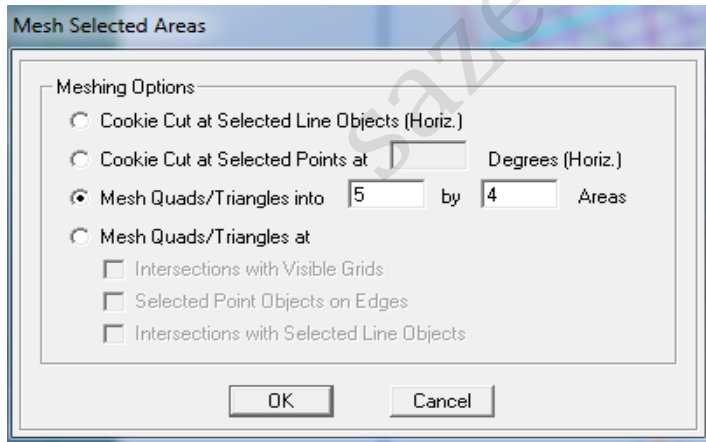 Mesh Selected Areas
Meshing Options
Cookie Cut at Selected Line Objects (Horiz.)
Cookie Cut at Selected Points at Degrees (Horiz.)
Mesh Quads/Triangles into 5 by 4 Areas
Mesh Quads/Triangles at
Intersections with Visible Grids
Selected Point Objects on Edges
Intersections with Selected Line Objects
OK Cancel
saze